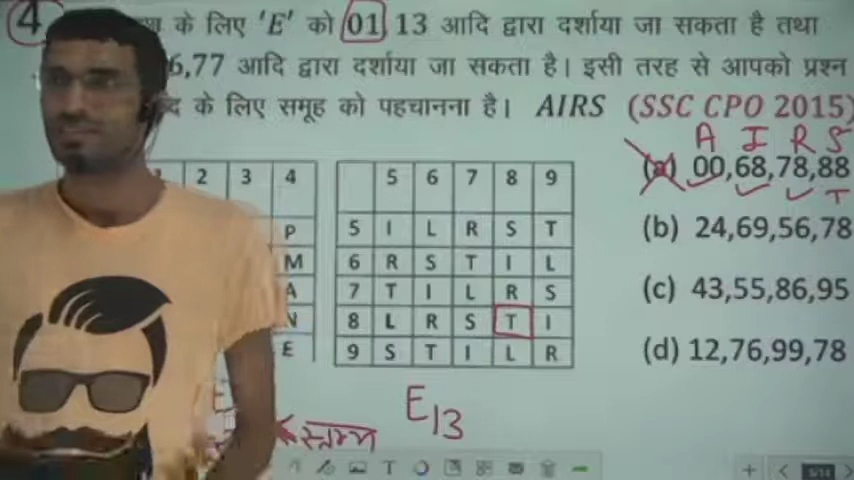 4
के लिए 'E' को 01, 13 आदि द्वारा दर्शाया जा सकता है तथा
6,77 आदि द्वारा दर्शाया जा सकता है। इसी तरह से आपको प्रश्न
के लिए समूह को पहचानना है। AIRS (SSC CPO 2015)
A I R S
(a) 00,68,78,88
T
(b) 24,69,56,78
(c) 43,55,86,95
(d) 12,76,99,78
2 3 4
P
M
A
N
E
5 6 7 8 9
5 I L R S T
6 R S T I L
7 T I L R S
8 L R S T I
9 S T I L R
E13
स्तम्भ